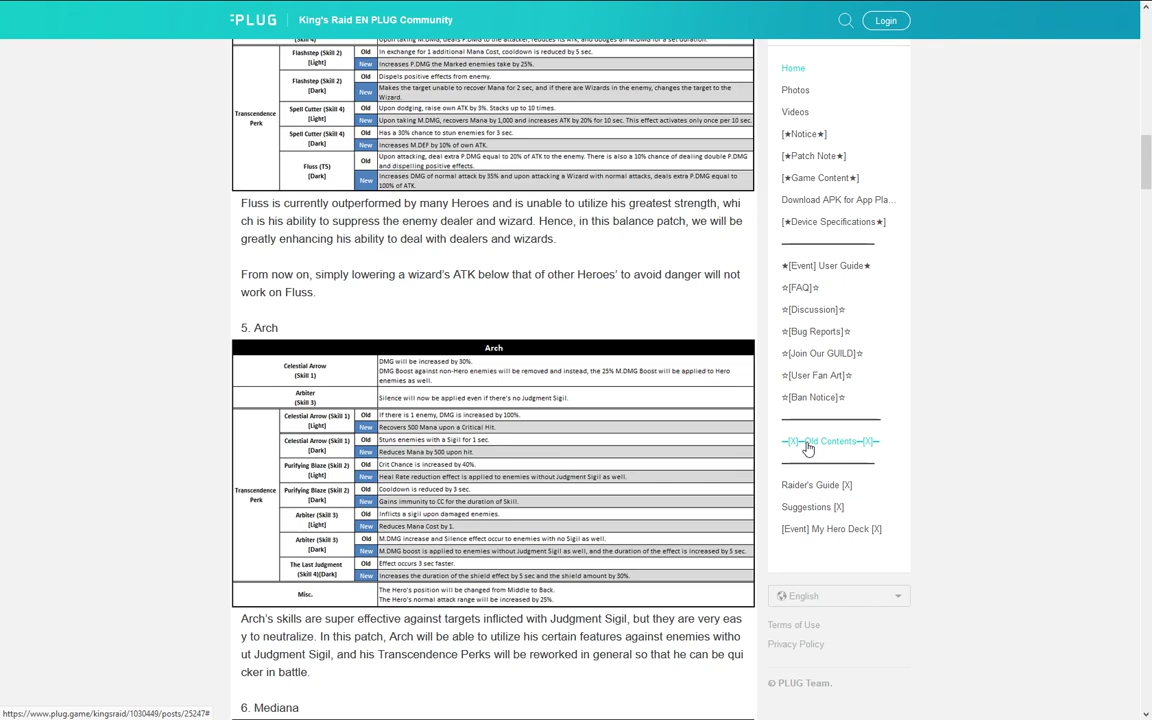 PLUG
King's Raid EN PLUG Community
Login
(Skill 4)
Upon taking M.DMG, deals P.DMG to the attacker, reduces its ATK, and dodges all M.DMG for a set duration.
Transcendence
Perk
Flashstep (Skill 2)
[Light]
Old
In exchange for 1 additional Mana Cost, cooldown is reduced by 5 sec.
New
Increases P.DMG the Marked enemies take by 25%.
Flashstep (Skill 2)
[Dark]
Old
Dispels positive effects from enemy.
New
Makes the target unable to recover Mana for 2 sec, and if there are Wizards in the enemy, changes the target to the
Wizard.
Spell Cutter (Skill 4)
[Light]
Old
Upon dodging, raise own ATK by 3%. Stacks up to 10 times.
New
Upon taking M.DMG, recovers Mana by 1,000 and increases ATK by 20% for 10 sec. This effect activates only once per 10 sec.
Spell Cutter (Skill 4)
[Dark]
Old
Has a 30% chance to stun enemies for 3 sec.
New
Increases M.DEF by 10% of own ATK.
Fluss (T5)
[Dark]
Old
Upon attacking, deal extra P.DMG equal to 20% of ATK to the enemy. There is also a 10% chance of dealing double P.DMG
and dispelling positive effects.
New
Increases DMG of normal attack by 35% and upon attacking a Wizard with normal attacks, deals extra P.DMG equal to
100% of ATK.
Fluss is currently outperformed by many Heroes and is unable to utilize his greatest strength, whi
ch is his ability to suppress the enemy dealer and wizard. Hence, in this balance patch, we will be
greatly enhancing his ability to deal with dealers and wizards.
From now on, simply lowering a wizard's ATK below that of other Heroes' to avoid danger will not
work on Fluss.
5. Arch
Arch
Celestial Arrow
(Skill 1)
DMG will be increased by 30%.
DMG Boost against non-Hero enemies will be removed and instead, the 25% M.DMG Boost will be applied to Hero
enemies as well.
Arbiter
(Skill 3)
Silence will now be applied even if there's no Judgment Sigil.
Transcendence
Perk
Celestial Arrow (Skill 1)
[Light]
Old
If there is 1 enemy, DMG is increased by 100%.
New
Recovers 500 Mana upon a Critical Hit.
Celestial Arrow (Skill 1)
[Dark]
Old
Stuns enemies with a Sigil for 1 sec.
New
Reduces Mana by 500 upon hit.
Purifying Blaze (Skill 2)
[Light]
Old
Crit Chance is increased by 40%.
New
Heal Rate reduction effect is applied to enemies without Judgment Sigil as well.
Purifying Blaze (Skill 2)
[Dark]
Old
Cooldown is reduced by 3 sec.
New
Gains immunity to CC for the duration of Skill.
Arbiter (Skill 3)
[Light]
Old
Inflicts a sigil upon damaged enemies.
New
Reduces Mana Cost by 1.
Arbiter (Skill 3)
[Dark]
Old
M.DMG increase and Silence effect occur to enemies with no Sigil as well.
New
M.DMG boost is applied to enemies without Judgment Sigil as well, and the duration of the effect is increased by 5 sec.
The Last Judgment
(Skill 4)[Dark]
Old
Effect occurs 3 sec faster.
New
Increases the duration of the shield effect by 5 sec and the shield amount by 30%.
Misc.
The Hero's position will be changed from Middle to Back.
The Hero's normal attack range will be increased by 25%.
Arch's skills are super effective against targets inflicted with Judgment Sigil, but they are very eas
y to neutralize. In this patch, Arch will be able to utilize his certain features against enemies witho
ut Judgment Sigil, and his Transcendence Perks will be reworked in general so that he can be qui
cker in battle.
6. Mediana
Home
Photos
Videos
[★Notice★]
[★Patch Note★]
[★Game Content★]
Download APK for App Pla...
[★Device Specifications★]
★[Event] User Guide★
☆[FAQ]☆
☆[Discussion]☆
☆[Bug Reports]☆
☆[Join Our GUILD]☆
☆[User Fan Art]☆
☆[Ban Notice]☆
━[X]━Old Contents━[X]━
Raider's Guide [X]
Suggestions [X]
[Event] My Hero Deck [X]
English
Terms of Use
Privacy Policy
© PLUG Team.
https://www.plug.game/kingsraid/1030449/posts/25247#